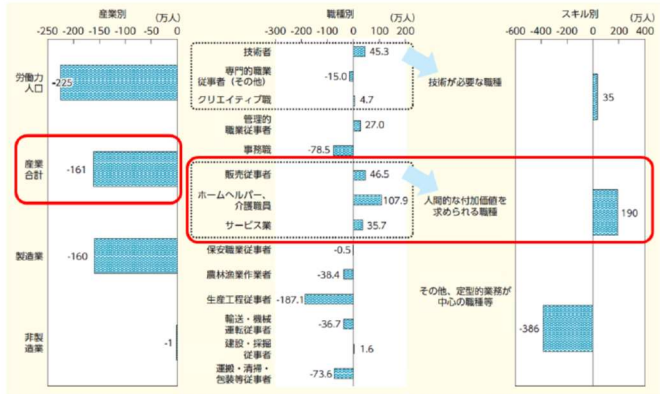 産業別
(万人)
-250 -200 -150 -100 -50 0
労働力
人口
-225
産業
合計
-161
製造業
-160
非製
造業
-1
職種別
(万人)
-300 -200 -100 0 100 200
技術者
45.3
専門的職業
従事者（その他）
-15.0
クリエイティブ職
4.7
管理的
職業従事者
27.0
事務職
-78.5
販売従事者
46.5
ホームヘルパー、
介護職員
107.9
サービス業
35.7
保安職業従事者
-0.5
農林漁業作業者
-38.4
生産工程従事者
-187.1
輸送・機械
運転従事者
-36.7
建設・採掘
従事者
1.6
運搬・清掃・
包装等従事者
-73.6
スキル別
(万人)
-600 -400 -200 0 200 400
技術が必要な職種
35
人間的な付加価値を
求められる職種
190
その他、定型的業務が
中心の職種等
-386